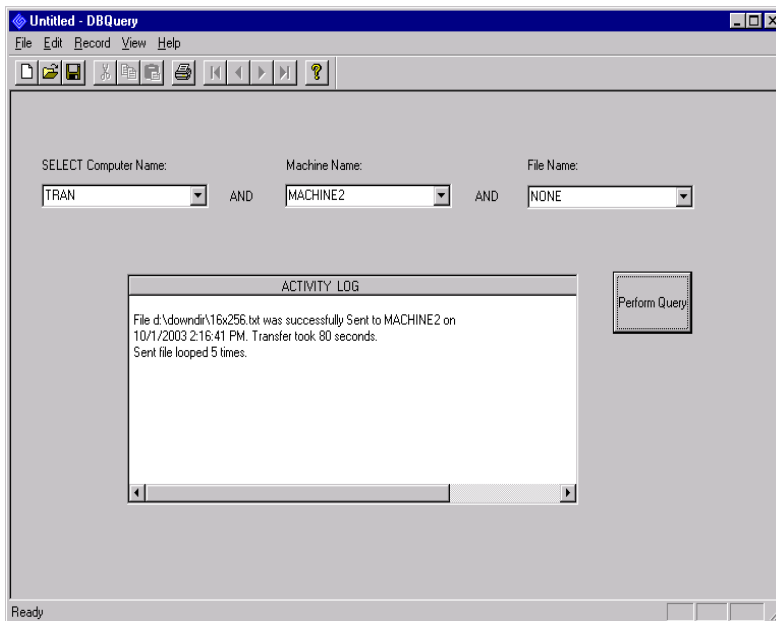 Untitled - DBQuery
File Edit Record View Help
SELECT Computer Name: Machine Name: File Name:
TRAN AND MACHINE2 AND NONE
ACTIVITY LOG
Perform Query
File d:\downdir\16x256.txt was successfully Sent to MACHINE2 on
10/1/2003 2:16:41 PM. Transfer took 80 seconds.
Sent file looped 5 times.
Ready